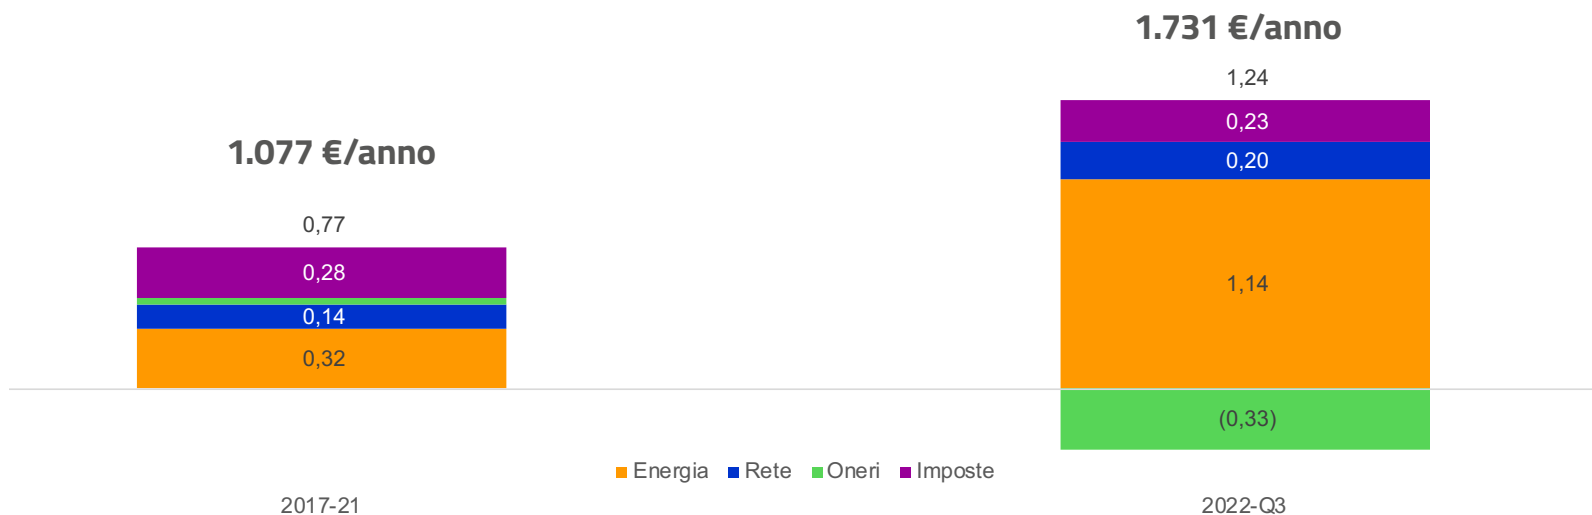 1.731 €/anno
1,24
0,23
0,20
1.077 €/anno
0,77
0,28
0,14
0,32
1,14
(0,33)
Energia Rete Oneri Imposte
2017-21 2022-Q3